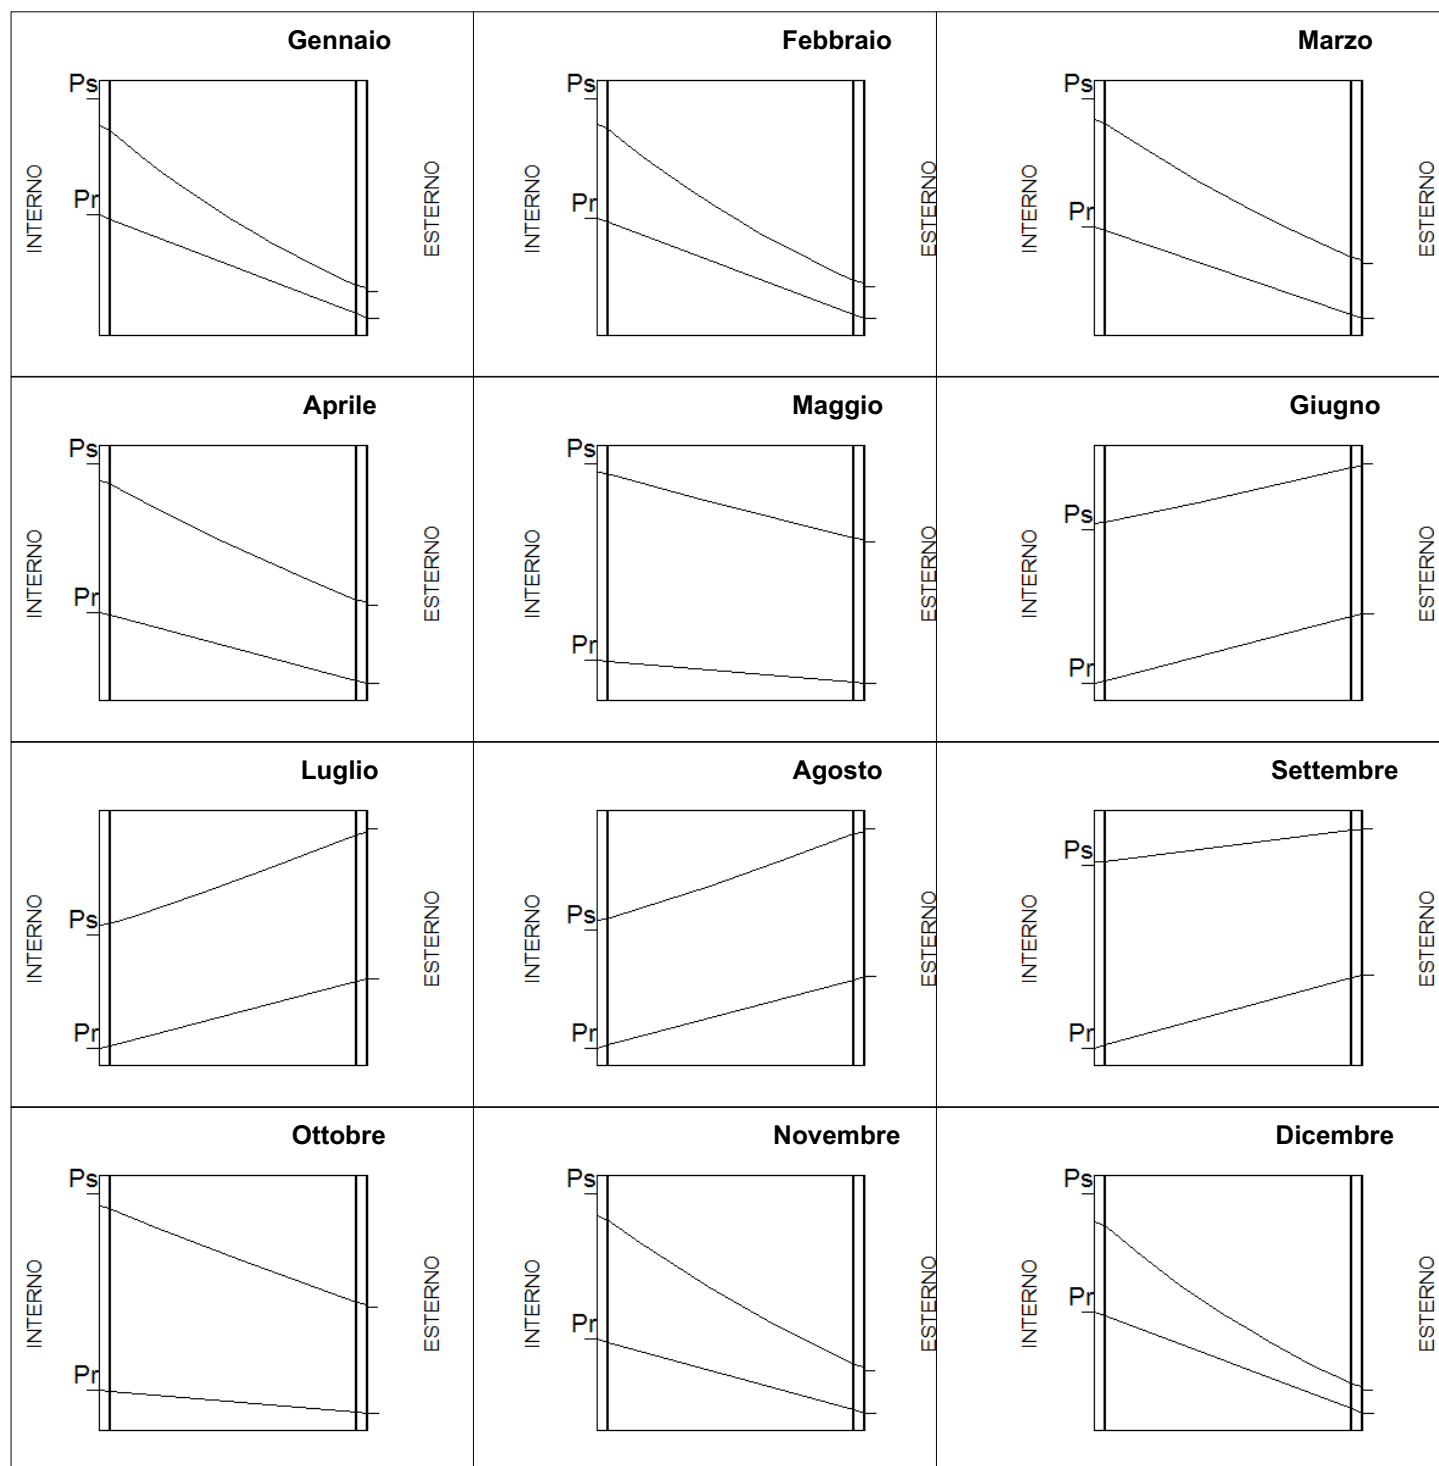 Gennaio
Ps
Pr
INTERNO
ESTERNO
Febbraio
Ps
Pr
INTERNO
ESTERNO
Marzo
Ps
Pr
INTERNO
ESTERNO
Aprile
Ps
Pr
INTERNO
ESTERNO
Maggio
Ps
Pr
INTERNO
ESTERNO
Giugno
Ps
Pr
INTERNO
ESTERNO
Luglio
Ps
Pr
INTERNO
ESTERNO
Agosto
Ps
Pr
INTERNO
ESTERNO
Settembre
Ps
Pr
INTERNO
ESTERNO
Ottobre
Ps
Pr
INTERNO
ESTERNO
Novembre
Ps
Pr
INTERNO
ESTERNO
Dicembre
Ps
Pr
INTERNO
ESTERNO